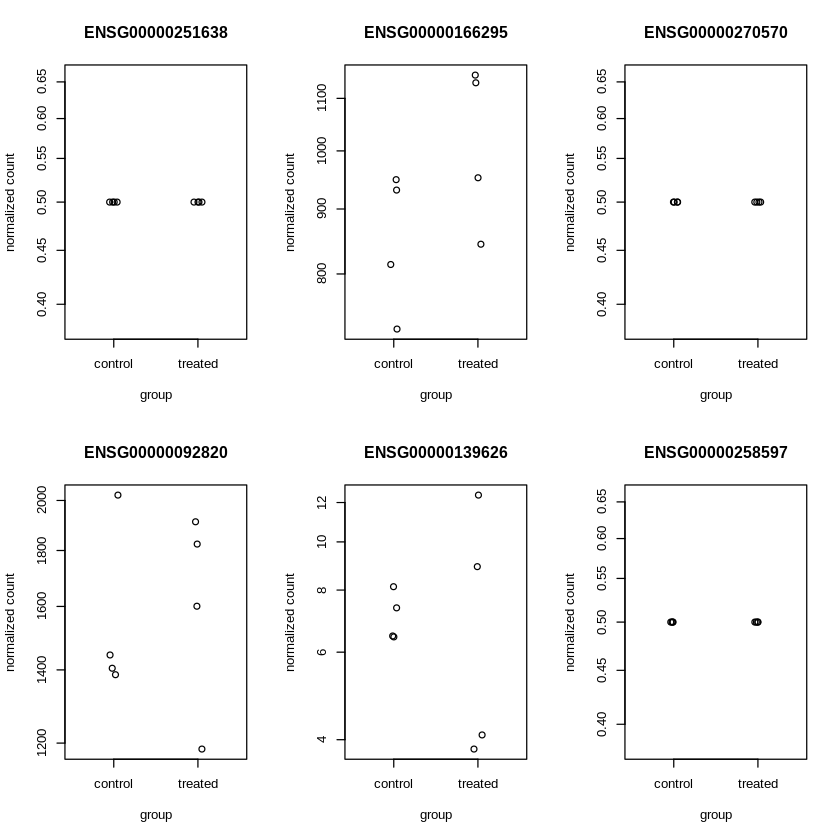 ENSG00000251638
normalized count
0.65
0.60
0.55
0.50
0.45
0.40
control treated
group
ENSG00000166295
normalized count
1100
1000
900
800
control treated
group
ENSG00000270570
normalized count
0.65
0.60
0.55
0.50
0.45
0.40
control treated
group
ENSG00000092820
normalized count
2000
1800
1600
1400
1200
control treated
group
ENSG00000139626
normalized count
12
10
8
6
4
control treated
group
ENSG00000258597
normalized count
0.65
0.60
0.55
0.50
0.45
0.40
control treated
group